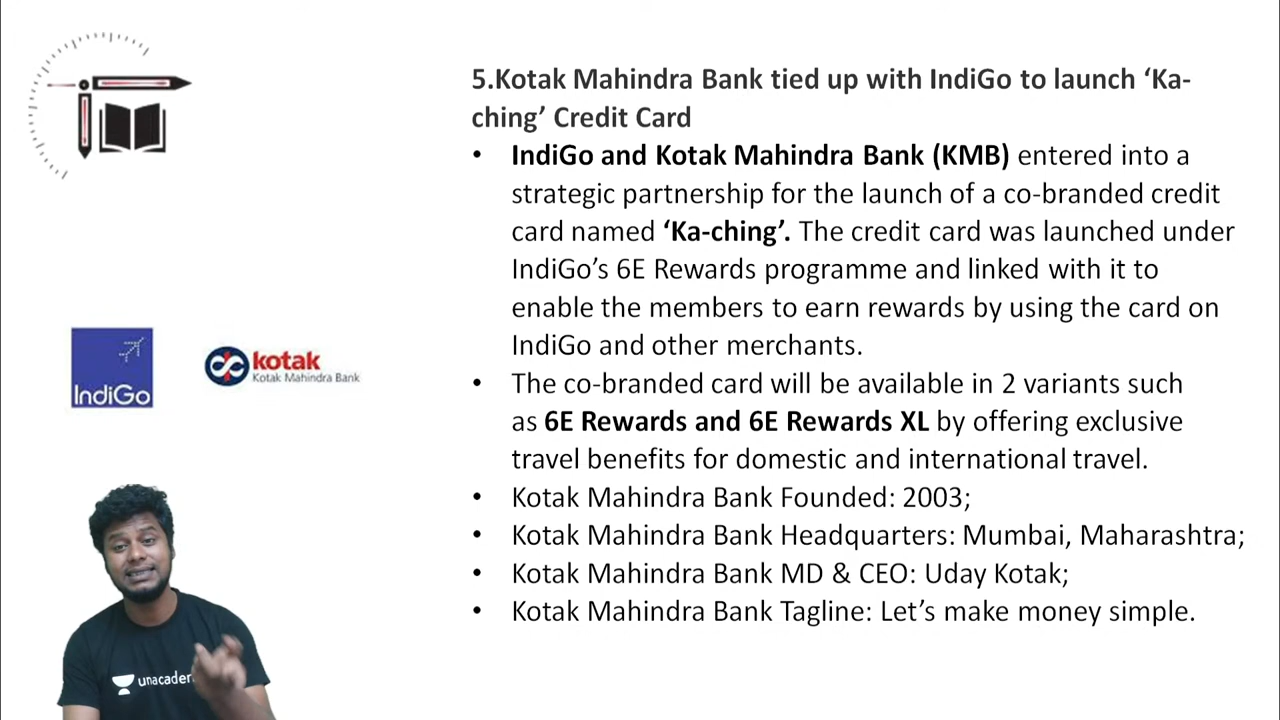 5.Kotak Mahindra Bank tied up with IndiGo to launch ‘Ka-
ching’ Credit Card
• IndiGo and Kotak Mahindra Bank (KMB) entered into a
strategic partnership for the launch of a co-branded credit
card named ‘Ka-ching’. The credit card was launched under
IndiGo’s 6E Rewards programme and linked with it to
enable the members to earn rewards by using the card on
IndiGo and other merchants.
• The co-branded card will be available in 2 variants such
as 6E Rewards and 6E Rewards XL by offering exclusive
travel benefits for domestic and international travel.
• Kotak Mahindra Bank Founded: 2003;
• Kotak Mahindra Bank Headquarters: Mumbai, Maharashtra;
• Kotak Mahindra Bank MD & CEO: Uday Kotak;
• Kotak Mahindra Bank Tagline: Let’s make money simple.
IndiGo
kotak
Kotak Mahindra Bank
unacadem